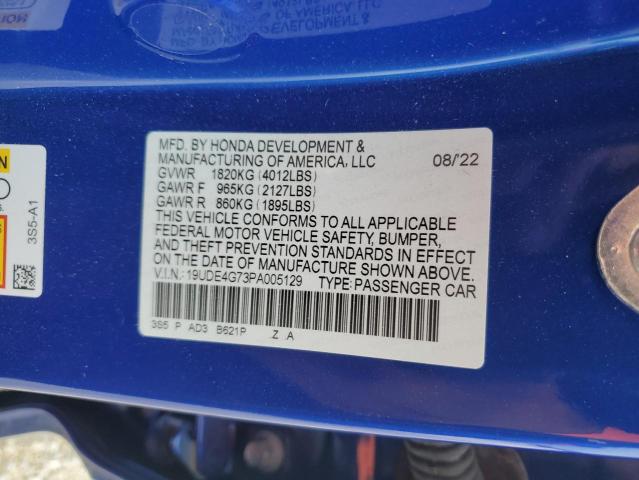 MFD. BY HONDA DEVELOPMENT &
MANUFACTURING OF AMERICA, LLC 08/'22
GVWR 1820KG (4012LBS)
GAWR F 965KG (2127LBS)
GAWR R 860KG (1895LBS)
THIS VEHICLE CONFORMS TO ALL APPLICABLE
FEDERAL MOTOR VEHICLE SAFETY, BUMPER,
AND THEFT PREVENTION STANDARDS IN EFFECT
ON THE DATE OF MANUFACTURE SHOWN ABOVE.
V.I.N.: 19UDE4G73PA005129 TYPE: PASSENGER CAR
3S5 P AD3 B621P Z A
3S5-A1